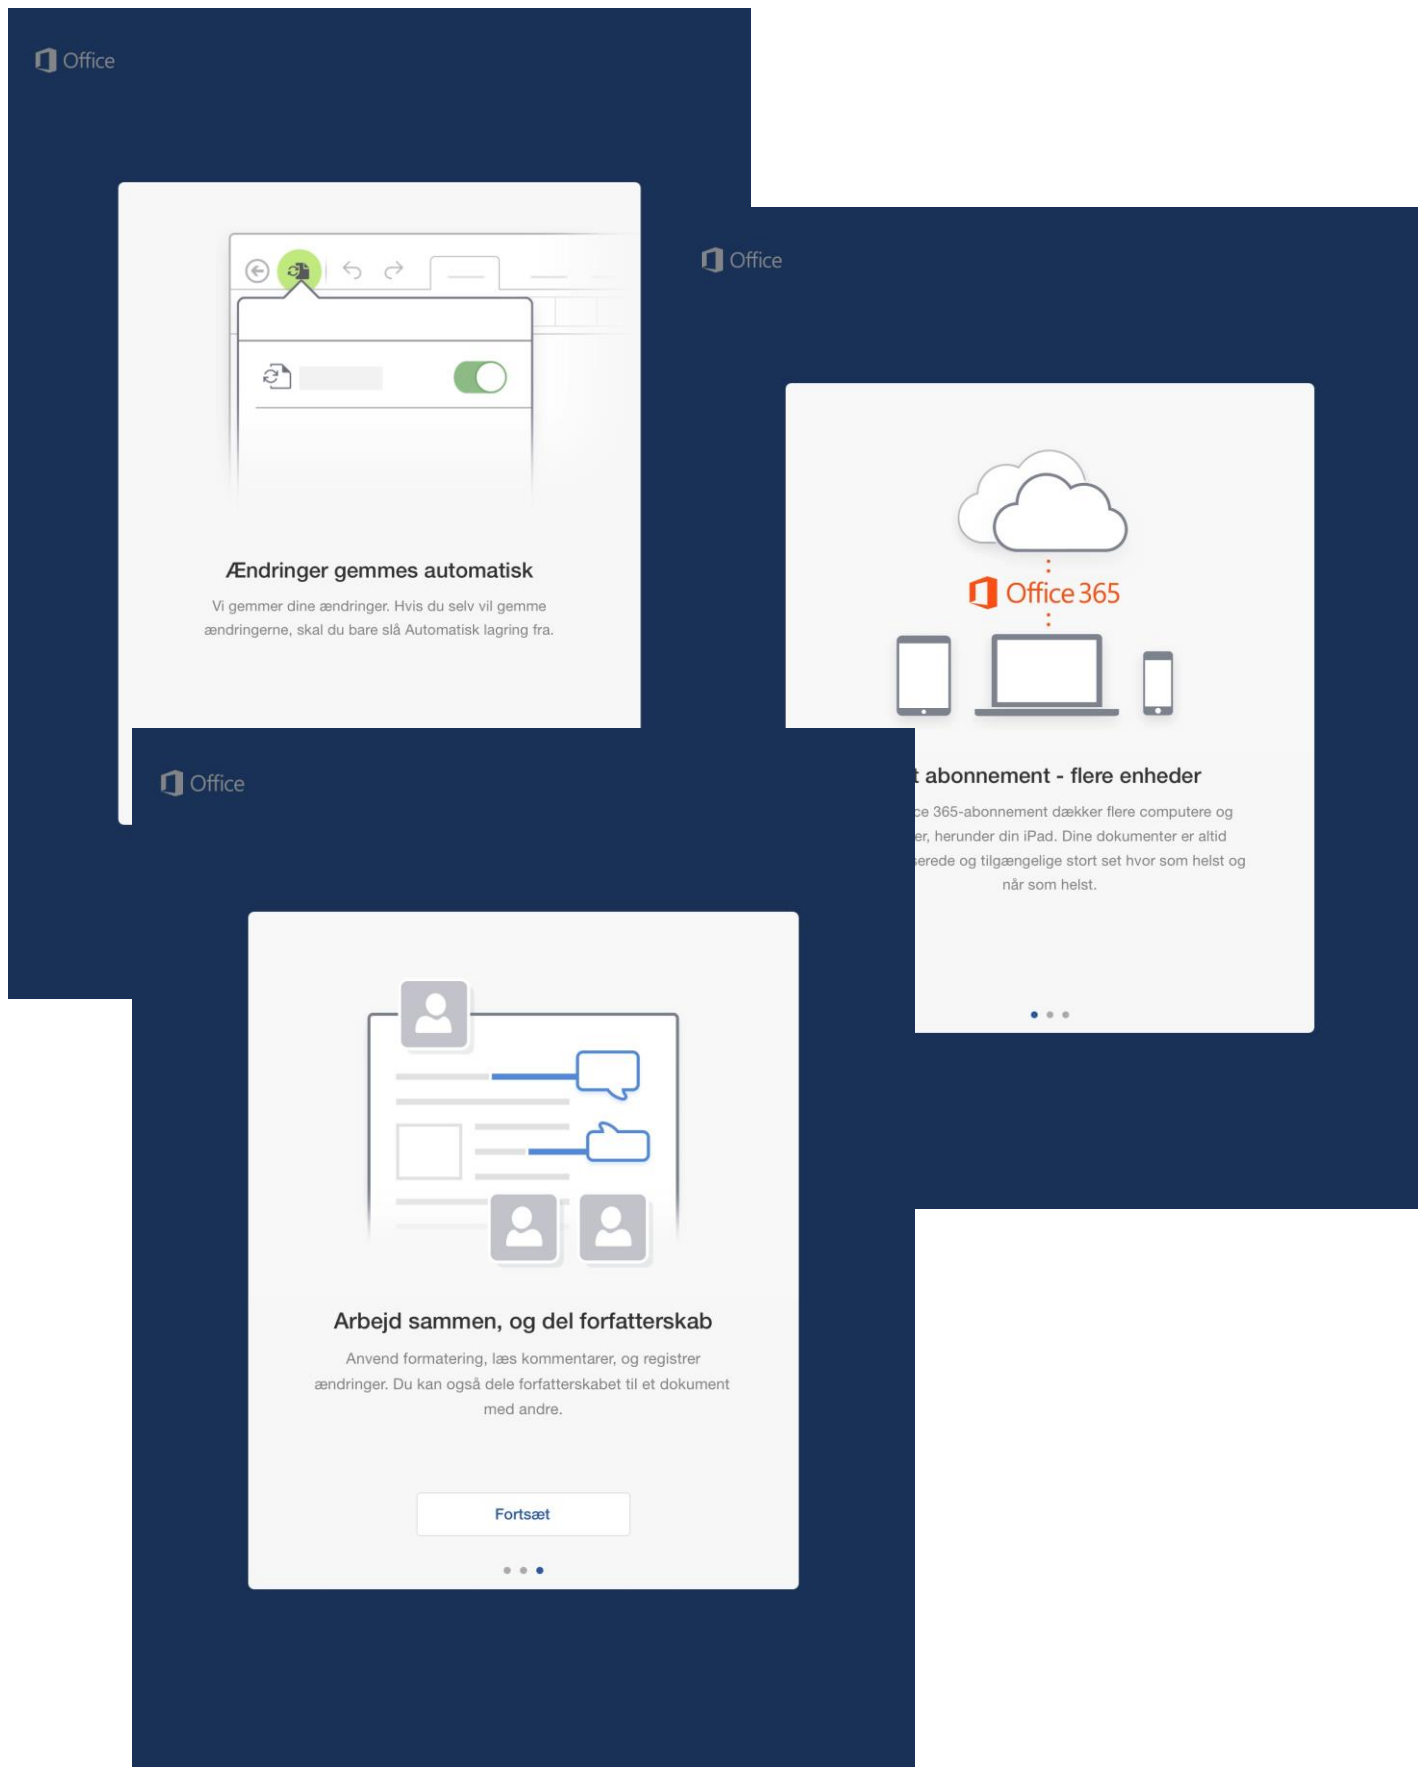 Office
Ændringer gemmes automatisk
Vi gemmer dine ændringer. Hvis du selv vil gemme
ændringerne, skal du bare slå Automatisk lagring fra.
Office
Office 365
abonnement - flere enheder
365-abonnement dækker flere computere og
herunder din iPad. Dine dokumenter er altid
og tilgængelige stort set hvor som helst og
når som helst.
Office
Arbejd sammen, og del forfatterskab
Anvend formatering, læs kommentarer, og registrer
ændringer. Du kan også dele forfatterskabet til et dokument
med andre.
Fortsæt